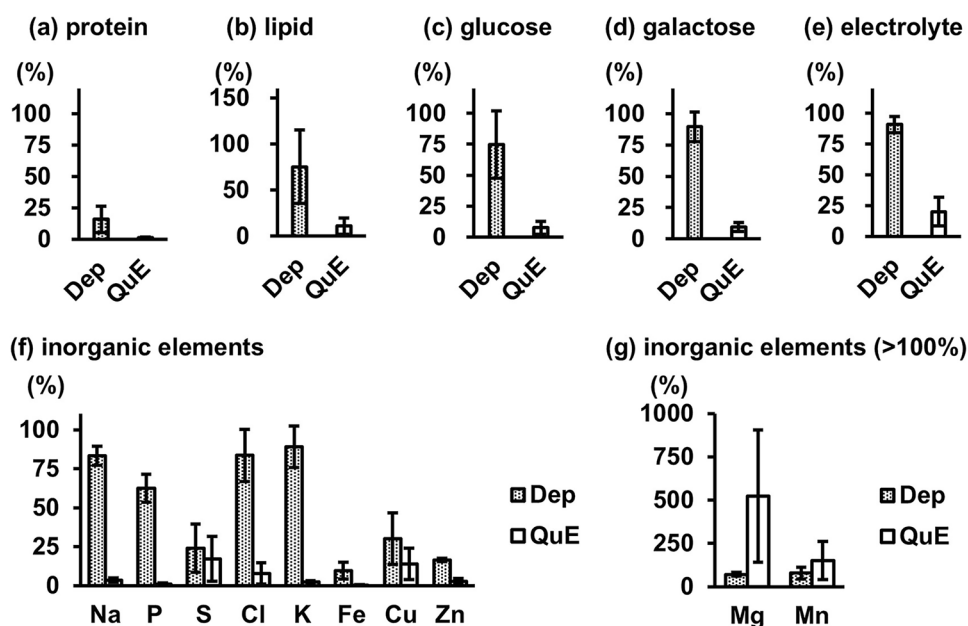 (a) protein (b) lipid (c) glucose (d) galactose (e) electrolyte
(%) (%) (%) (%) (%)
100 75 50 25 0
150 100 50 0
100 75 50 25 0
100 75 50 25 0
100 75 50 25 0
Dep QuE Dep QuE Dep QuE Dep QuE Dep QuE
(f) inorganic elements
(%)
100
75
50
25
0
Na P S Cl K Fe Cu Zn
Dep
QuE
(g) inorganic elements (>100%)
(%)
1000
750
500
250
0
Mg Mn
Dep
QuE